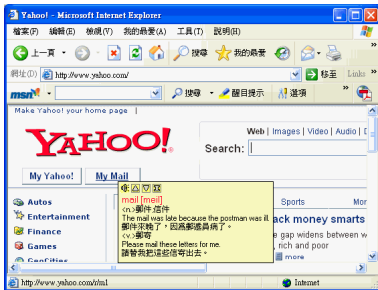 Yahoo! - Microsoft Internet Explorer
檔案(F) 編輯(E) 檢視(V) 我的最愛(A) 工具(T) 說明(H)
上一頁 搜尋 我的最愛
網址(D) http://www.yahoo.com/ 移至 Links
msn 搜尋 醒目提示 選項
Make Yahoo! your home page
YAHOO!
Web | Images | Video | Audio |
Search:
My Yahoo! My Mail
Autos
Entertainment
Finance
Games
GeoCities
mail [meil]
<n.>郵件;信件
The mail was late because the postman was ill.
郵件來晚了，因為郵遞員病了。
<v.>郵寄
Please mail these letters for me.
請替我把這些信寄出去。
Sports Mor
ack money smarts
e gap widens between w
, rich and poor
more
http://www.yahoo.com/r/m1 Internet